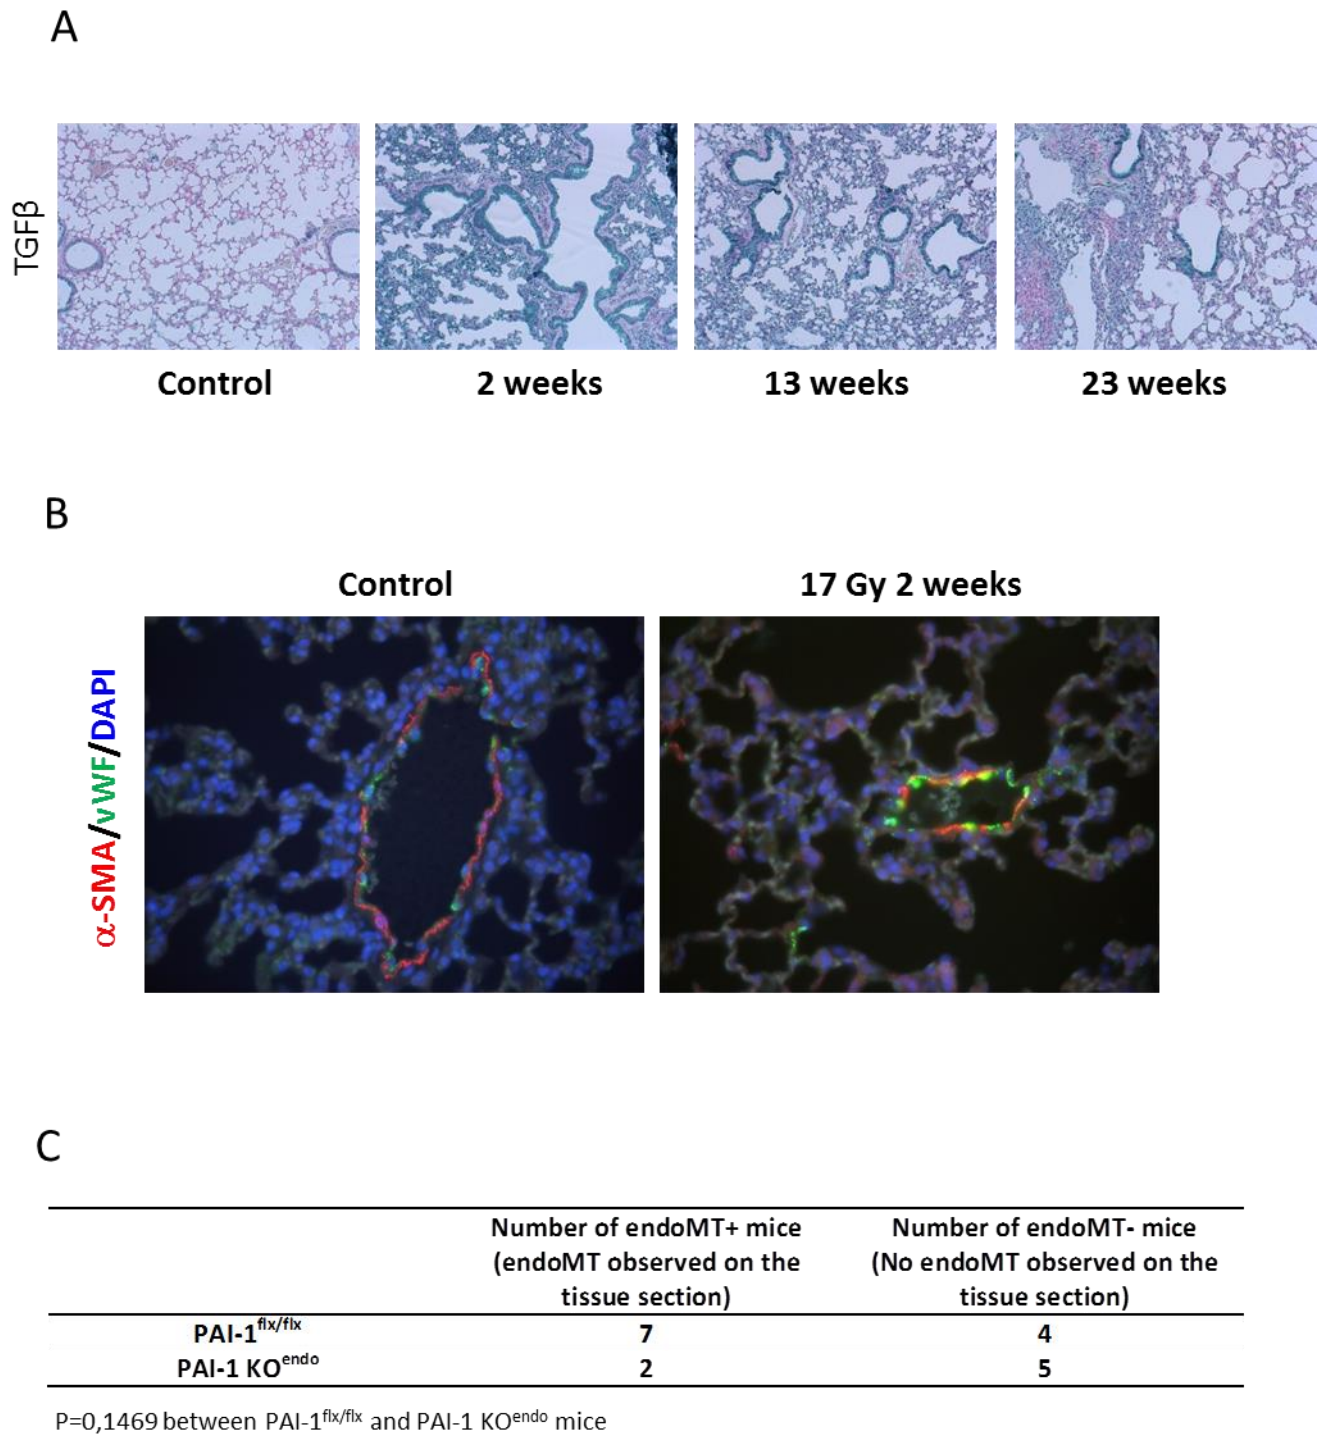 A
TGFβ
Control 2 weeks 13 weeks 23 weeks
B
Control 17 Gy 2 weeks
α-SMA/vWF/DAPI
C
Number of endoMT+ mice (endoMT observed on the tissue section) Number of endoMT- mice (No endoMT observed on the tissue section)
PAI-1flx/flx 7 4
PAI-1 KOendo 2 5
P=0,1469 between PAI-1flx/flx and PAI-1 KOendo mice